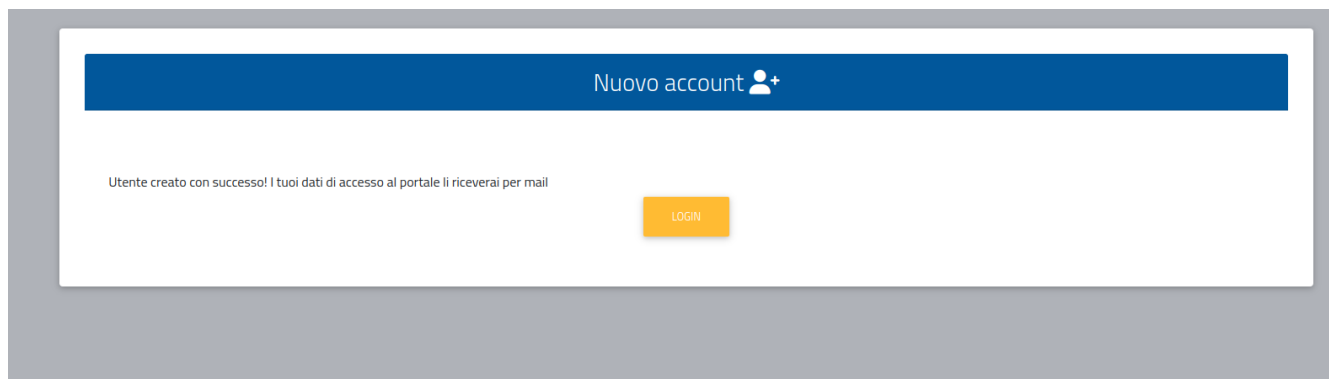 Nuovo account
Utente creato con successo! I tuoi dati di accesso al portale li riceverai per mail
LOGIN